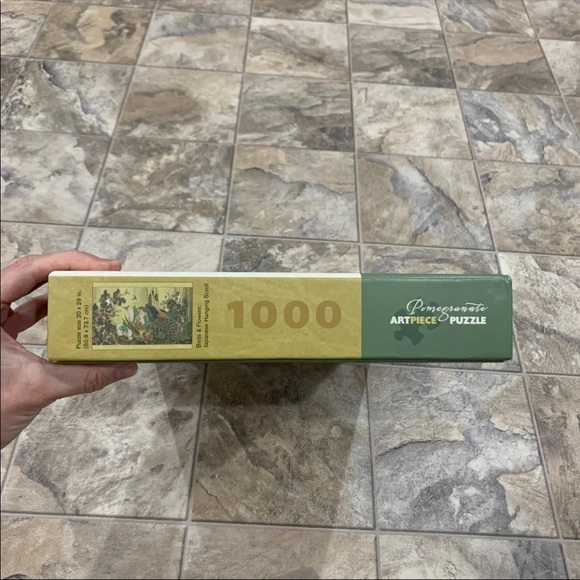 Puzzle size 20 x 29 in.
(50.8 x 73.7 cm)
Birds & Flowers
Japanese Hanging Scroll
1000
Pomegranate
ARTPIECE PUZZLE